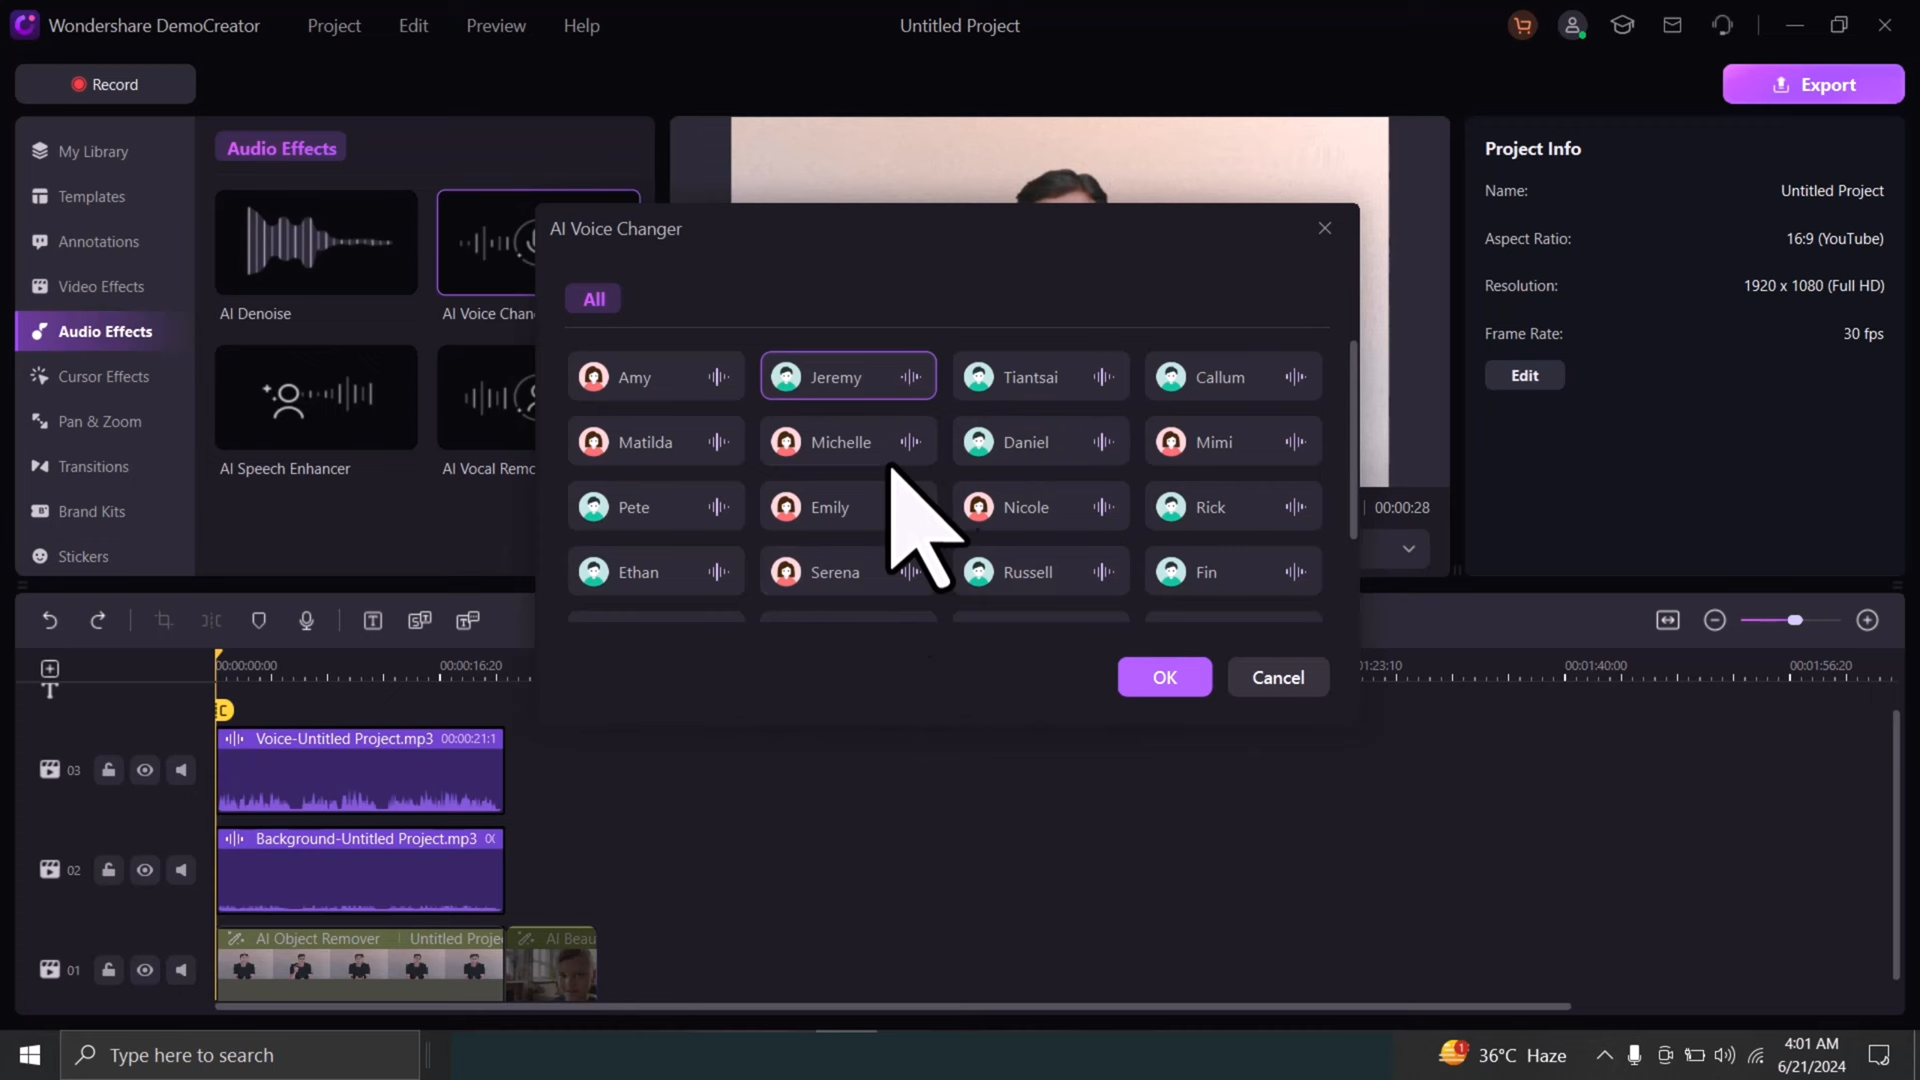 Wondershare DemoCreator
Project
Edit
Preview
Help
Untitled Project
Record
Export
My Library
Templates
Annotations
Video Effects
Audio Effects
Cursor Effects
Pan & Zoom
Transitions
Brand Kits
Stickers
Audio Effects
AI Denoise
AI Voice Chan
AI Speech Enhancer
AI Vocal Remo
AI Voice Changer
All
Amy
Jeremy
Tiantsai
Callum
Matilda
Michelle
Daniel
Mimi
Pete
Emily
Nicole
Rick
Ethan
Serena
Russell
Fin
OK
Cancel
00:00:28
Project Info
Name:
Untitled Project
Aspect Ratio:
16:9 (YouTube)
Resolution:
1920 x 1080 (Full HD)
Frame Rate:
30 fps
Edit
00:00:00:00
00:00:16:20
01:23:10
00:01:40:00
00:01:56:20
Voice-Untitled Project.mp3 00:00:21:1
03
Background-Untitled Project.mp3 00
02
AI Object Remover
Untitled Proje
AI Beau
01
Type here to search
1
36°C Haze
4:01 AM
6/21/2024